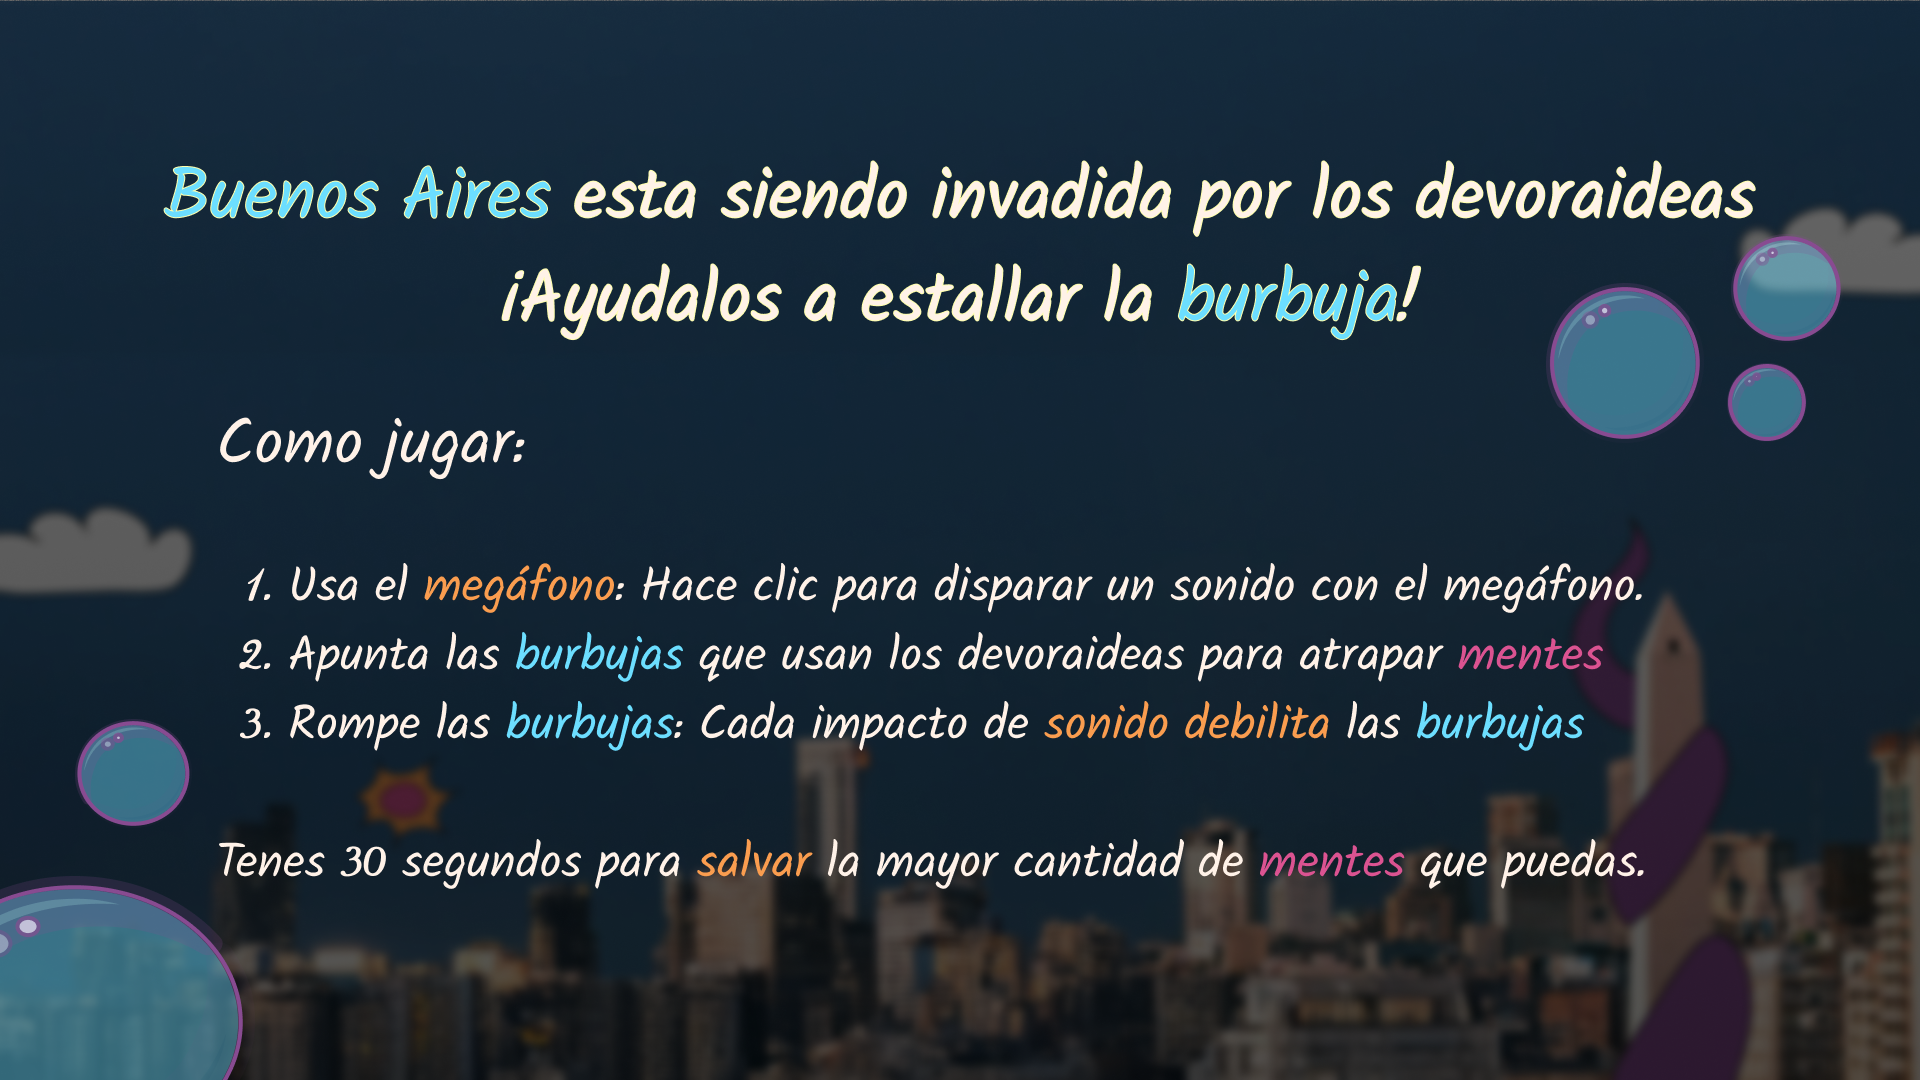 Buenos Aires esta siendo invadida por los devoraideas
¡Ayudalos a estallar la burbuja!
Como jugar:
1. Usa el megáfono: Hace clic para disparar un sonido con el megáfono.
2. Apunta las burbujas que usan los devoraideas para atrapar mentes
3. Rompe las burbujas: Cada impacto de sonido debilita las burbujas
Tenes 30 segundos para salvar la mayor cantidad de mentes que puedas.